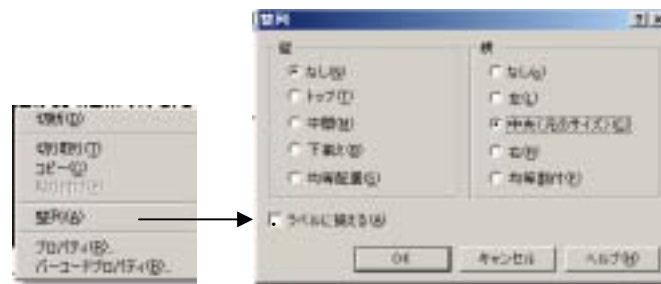 切断(D)
切り取り(T)
コピー(C)
貼り付け(P)
整列(A)
プロパティ(R)...
バーコードプロパティ(B)...
整列
縦
なし(N)
トップ(T)
中間(M)
下揃え(B)
均等配置(S)
横
なし(o)
左(L)
中央(元のサイズ)(C)
右(R)
均等割付(E)
ラベルに揃える(A)
OK
キャンセル
ヘルプ(H)